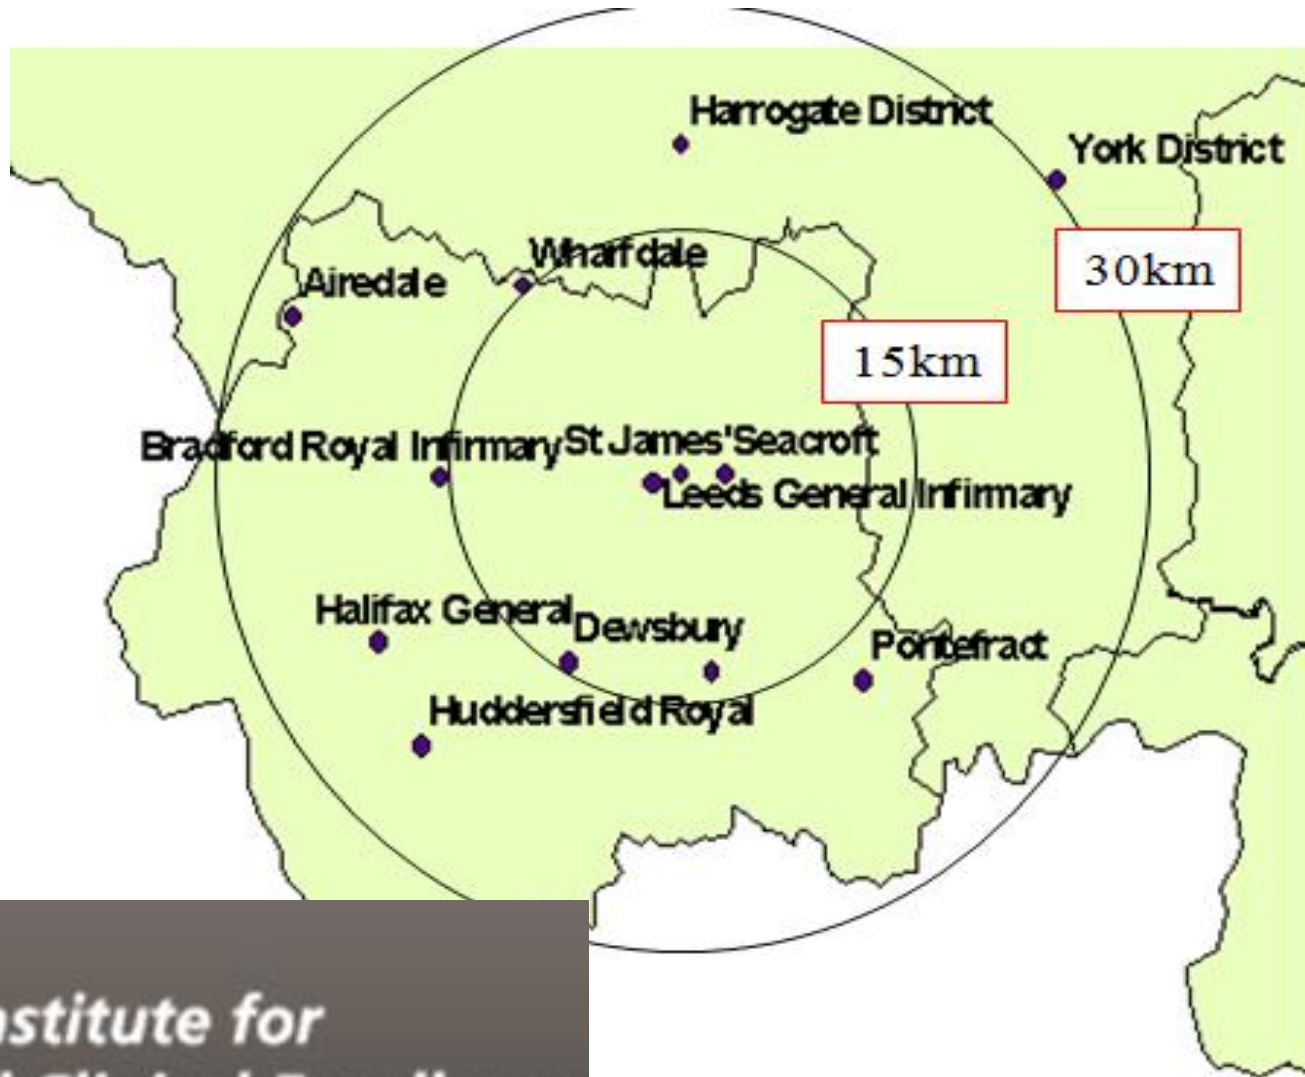 Harrogate District
York District
Wharfdale
30km
Airedale
15km
Bradford Royal Infirmary
St James'
Seacroft
Leeds General Infirmary
Halifax General
Dewsbury
Pontefract
Huddersfield Royal
nstitute for